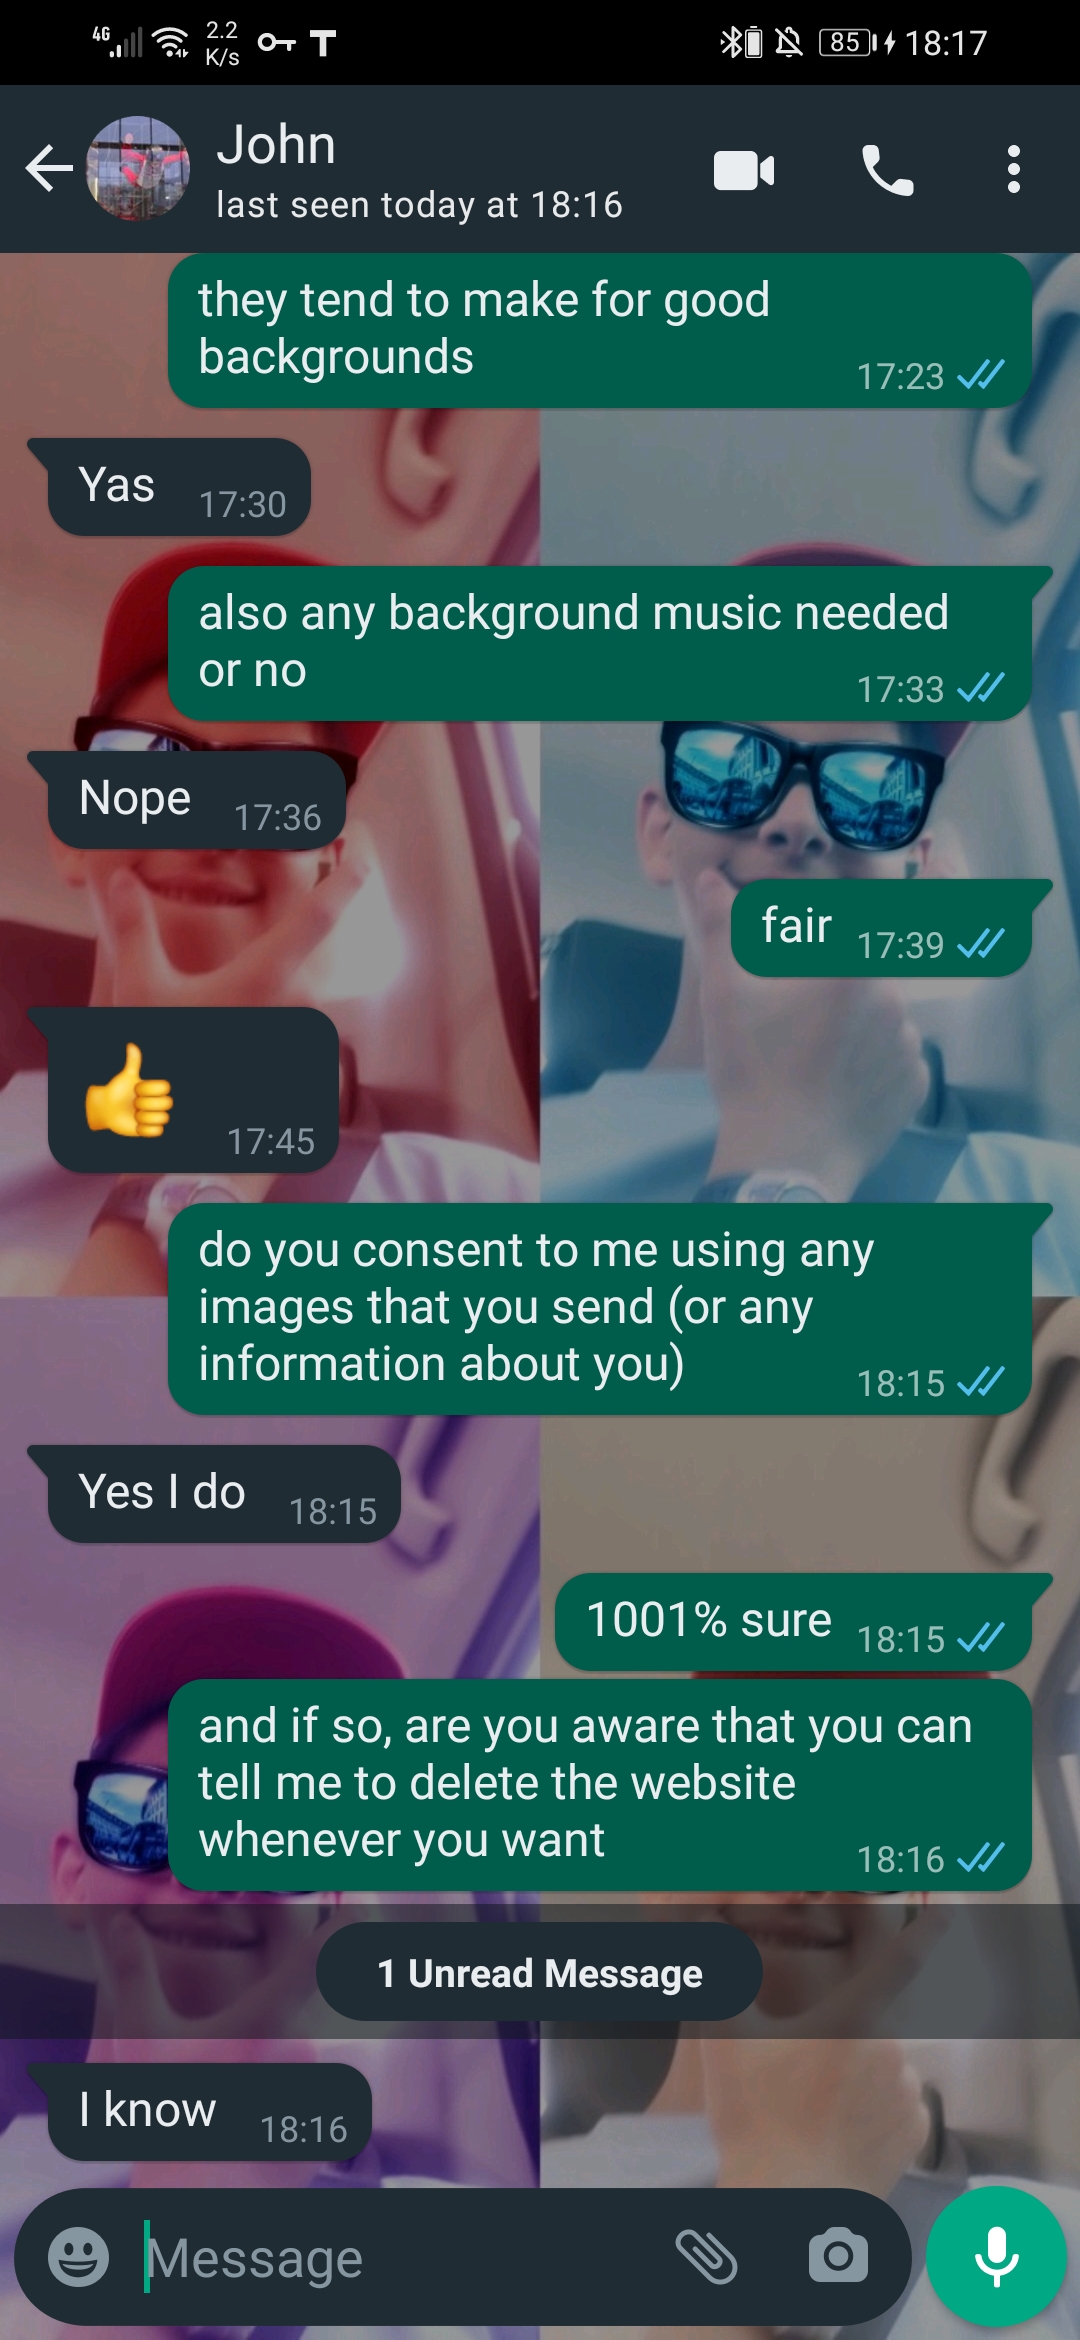 4G 2.2 K/s 85 18:17
John
last seen today at 18:16
they tend to make for good
backgrounds
17:23
Yas 17:30
also any background music needed
or no
17:33
Nope 17:36
fair 17:39
👍
17:45
do you consent to me using any
images that you send (or any
information about you)
18:15
Yes I do 18:15
1001% sure 18:15
and if so, are you aware that you can
tell me to delete the website
whenever you want
18:16
1 Unread Message
I know 18:16
Message